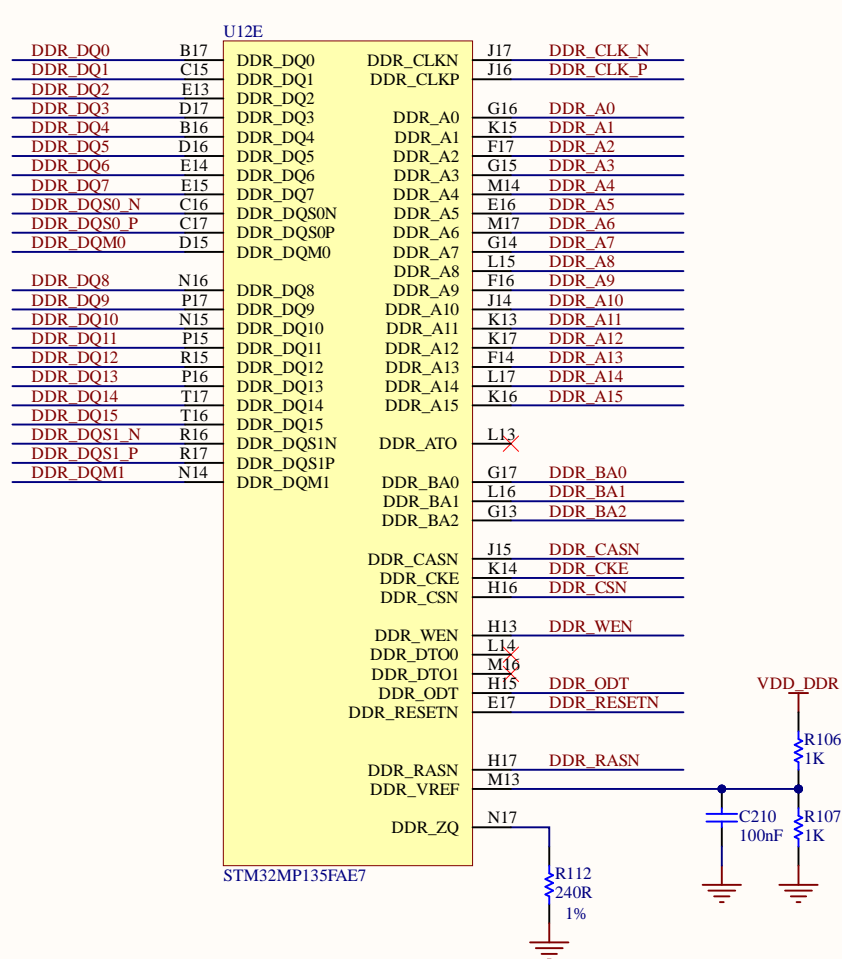 U12E
DDR_DQ0 B17 DDR_DQ0 DDR_CLKN J17 DDR_CLK_N
DDR_DQ1 C15 DDR_DQ1 DDR_CLKP J16 DDR_CLK_P
DDR_DQ2 E13 DDR_DQ2
DDR_DQ3 D17 DDR_DQ3 DDR_A0 G16 DDR_A0
DDR_DQ4 B16 DDR_DQ4 DDR_A1 K15 DDR_A1
DDR_DQ5 D16 DDR_DQ5 DDR_A2 F17 DDR_A2
DDR_DQ6 E14 DDR_DQ6 DDR_A3 G15 DDR_A3
DDR_DQ7 E15 DDR_DQ7 DDR_A4 M14 DDR_A4
DDR_DQS0_N C16 DDR_DQS0N DDR_A5 E16 DDR_A5
DDR_DQS0_P C17 DDR_DQS0P DDR_A6 M17 DDR_A6
DDR_DQM0 D15 DDR_DQM0 DDR_A7 G14 DDR_A7
DDR_A8 L15 DDR_A8
DDR_DQ8 N16 DDR_DQ8 DDR_A9 F16 DDR_A9
DDR_DQ9 P17 DDR_DQ9 DDR_A10 J14 DDR_A10
DDR_DQ10 N15 DDR_DQ10 DDR_A11 K13 DDR_A11
DDR_DQ11 P15 DDR_DQ11 DDR_A12 K17 DDR_A12
DDR_DQ12 R15 DDR_DQ12 DDR_A13 F14 DDR_A13
DDR_DQ13 P16 DDR_DQ13 DDR_A14 L17 DDR_A14
DDR_DQ14 T17 DDR_DQ14 DDR_A15 K16 DDR_A15
DDR_DQ15 T16 DDR_DQ15
DDR_DQS1_N R16 DDR_DQS1N DDR_ATO L13
DDR_DQS1_P R17 DDR_DQS1P
DDR_DQM1 N14 DDR_DQM1 DDR_BA0 G17 DDR_BA0
DDR_BA1 L16 DDR_BA1
DDR_BA2 G13 DDR_BA2
DDR_CASN J15 DDR_CASN
DDR_CKE K14 DDR_CKE
DDR_CSN H16 DDR_CSN
DDR_WEN H13 DDR_WEN
DDR_DTO0 L14
DDR_DTO1 M16
DDR_ODT H15 DDR_ODT VDD_DDR
DDR_RESETN E17 DDR_RESETN
R106
1K
DDR_RASN H17 DDR_RASN
DDR_VREF M13
C210 R107
100nF 1K
DDR_ZQ N17
STM32MP135FAE7
R112
240R
1%